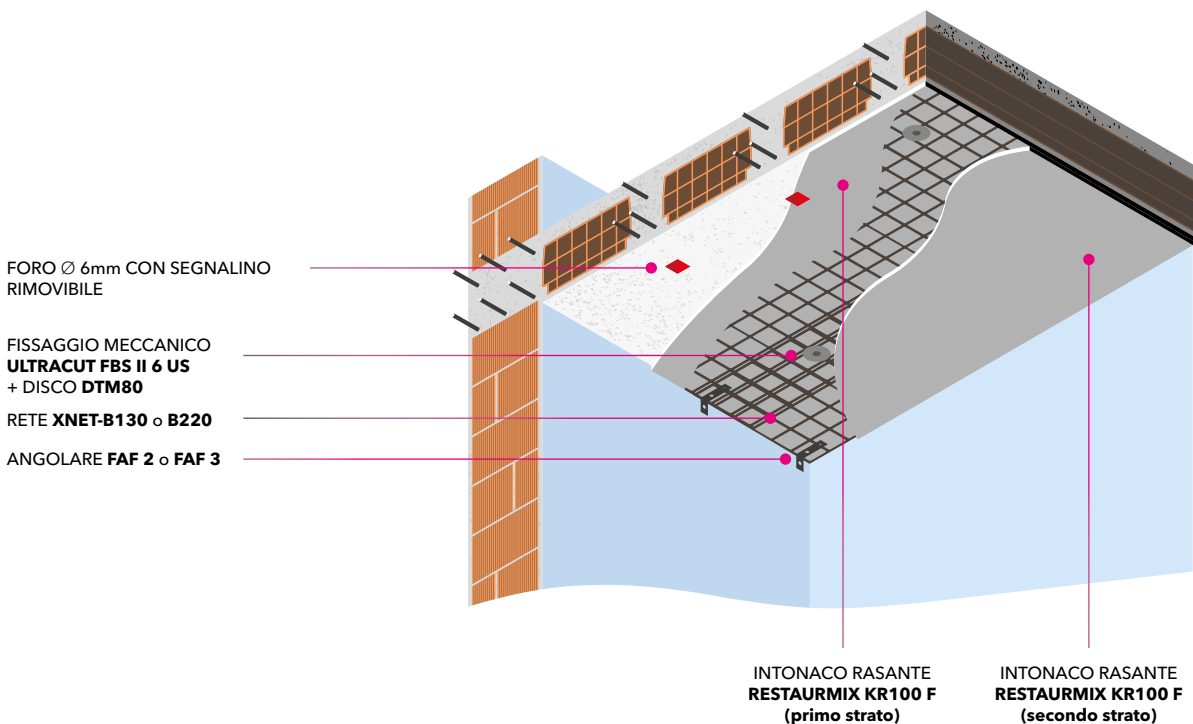 FORO Ø 6mm CON SEGNALINO
RIMOVIBILE
FISSAGGIO MECCANICO
ULTRACUT FBS II 6 US
+ DISCO DTM80
RETE XNET-B130 o B220
ANGOLARE FAF 2 o FAF 3
INTONACO RASANTE
RESTAURMIX KR100 F
(primo strato)
INTONACO RASANTE
RESTAURMIX KR100 F
(secondo strato)